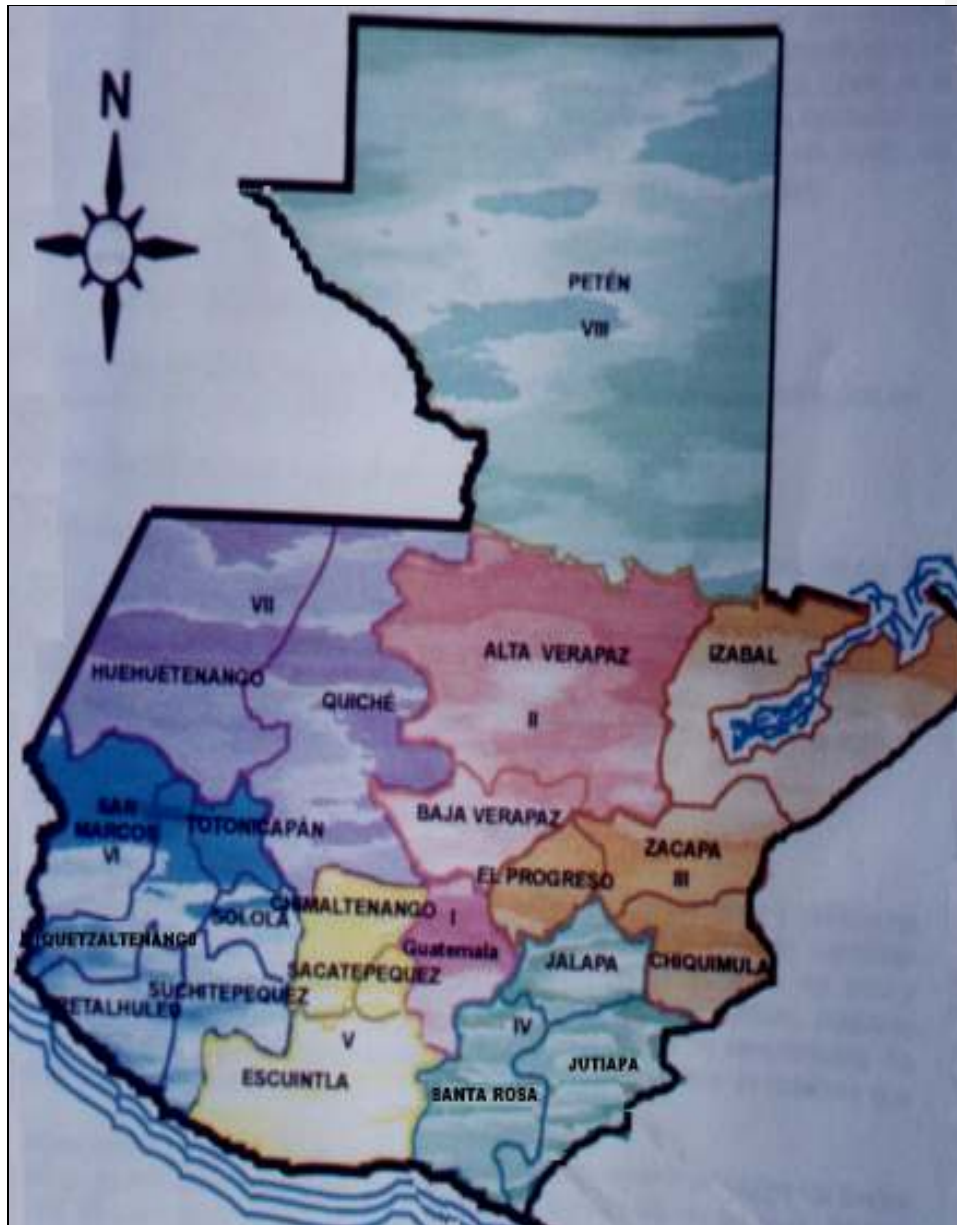 N
PETÉN
VIII
VII
HUEHUETENANGO
QUICHÉ
ALTA VERAPAZ
II
IZABAL
SAN
MARCOS
VI
TOTONICAPÁN
BAJA VERAPAZ
EL PROGRESO
ZACAPA
III
SOLOLA
CHIMALTENANGO
I
Guatemala
JALAPA
CHIQUIMULA
QUETZALTENANGO
SACATEPEQUEZ
SUCHITEPEQUEZ
RETALHULEU
V
ESCUINTLA
IV
SANTA ROSA
JUTIAPA